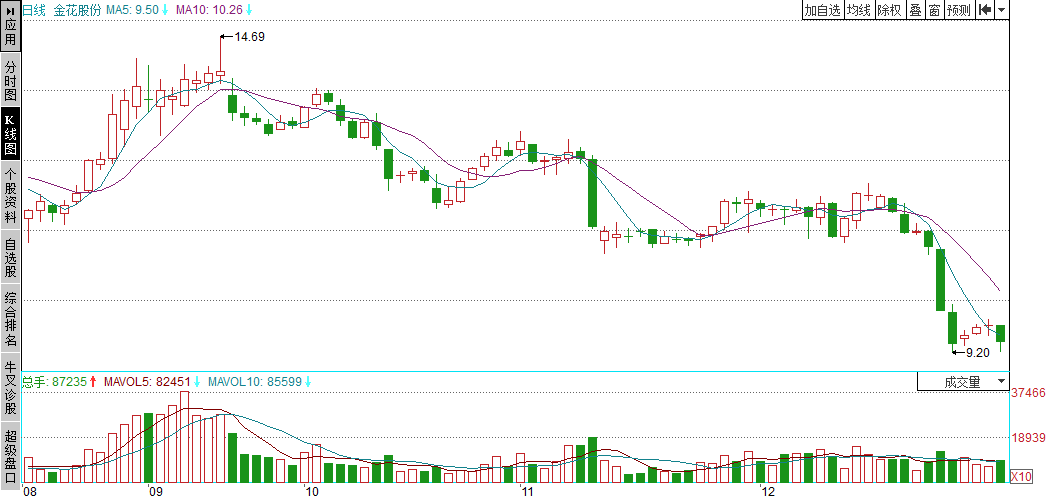 应用
分时图
K线图
个股资料
自选股
综合排名
牛叉诊股
超级盘口
日线 金花股份 MA5: 9.50 MA10: 10.26
加自选 均线 除权 叠 窗 预测
14.69
9.20
总手: 87235 MAVOL5: 82451 MAVOL10: 85599
成交量
37466
18939
X10
08 09 10 11 12